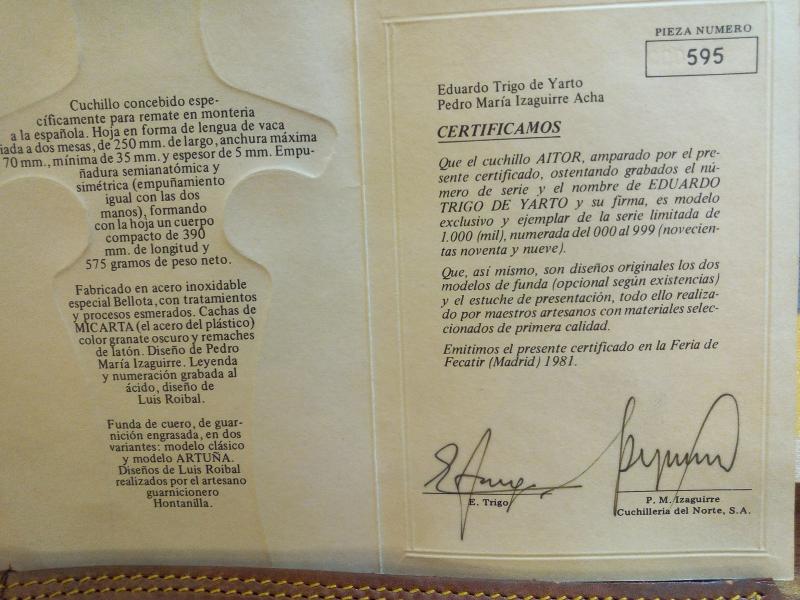 Cuchillo concebido espe-
cíficamente para remate en monteria
a la española. Hoja en forma de lengua de vaca
iada a dos mesas, de 250 mm. de largo, anchura máxima
70 mm., mínima de 35 mm. y espesor de 5 mm. Empu-
ñadura semianatómica y
simétrica (empuñamiento
igual con las dos
manos), formando
con la hoja un cuerpo
compacto de 390
mm. de longitud y
575 gramos de peso neto.
Fabricado en acero inoxidable
especial Bellota, con tratamientos
y procesos esmerados. Cachas de
MICARTA (el acero del plástico)
color granate oscuro y remaches
de latón. Diseño de Pedro
María Izaguirre. Leyenda
y numeración grabada al
ácido, diseño de
Luis Roibal.
Funda de cuero, de guar-
nición engrasada, en dos
variantes: modelo clásico
y modelo ARTUÑA.
Diseños de Luis Roibal
realizados por el artesano
guarnicionero
Hontanilla.
PIEZA NUMERO
595
Eduardo Trigo de Yarto
Pedro María Izaguirre Acha
CERTIFICAMOS
Que el cuchillo AITOR, amparado por el pre-
sente certificado, ostentando grabados el nú-
mero de serie y el nombre de EDUARDO
TRIGO DE YARTO y su firma, es modelo
exclusivo y ejemplar de la serie limitada de
1.000 (mil), numerada del 000 al 999 (novecien-
tas noventa y nueve).
Que, así mismo, son diseños originales los dos
modelos de funda (opcional según existencias)
y el estuche de presentación, todo ello realiza-
do por maestros artesanos con materiales selec-
cionados de primera calidad.
Emitimos el presente certificado en la Feria de
Fecatir (Madrid) 1981.
E. Trigo
P. M. Izaguirre
Cuchilleria del Norte, S.A.